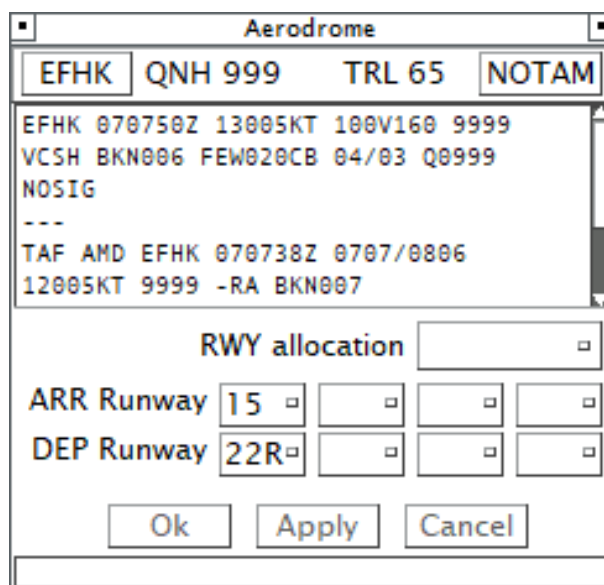 Aerodrome
EFHK QNH 999 TRL 65 NOTAM
EFHK 070750Z 13005KT 100V160 9999
VCSH BKN006 FEW020CB 04/03 Q0999
NOSIG
---
TAF AMD EFHK 070738Z 0707/0806
12005KT 9999 -RA BKN007
RWY allocation
ARR Runway 15
DEP Runway 22R
Ok Apply Cancel